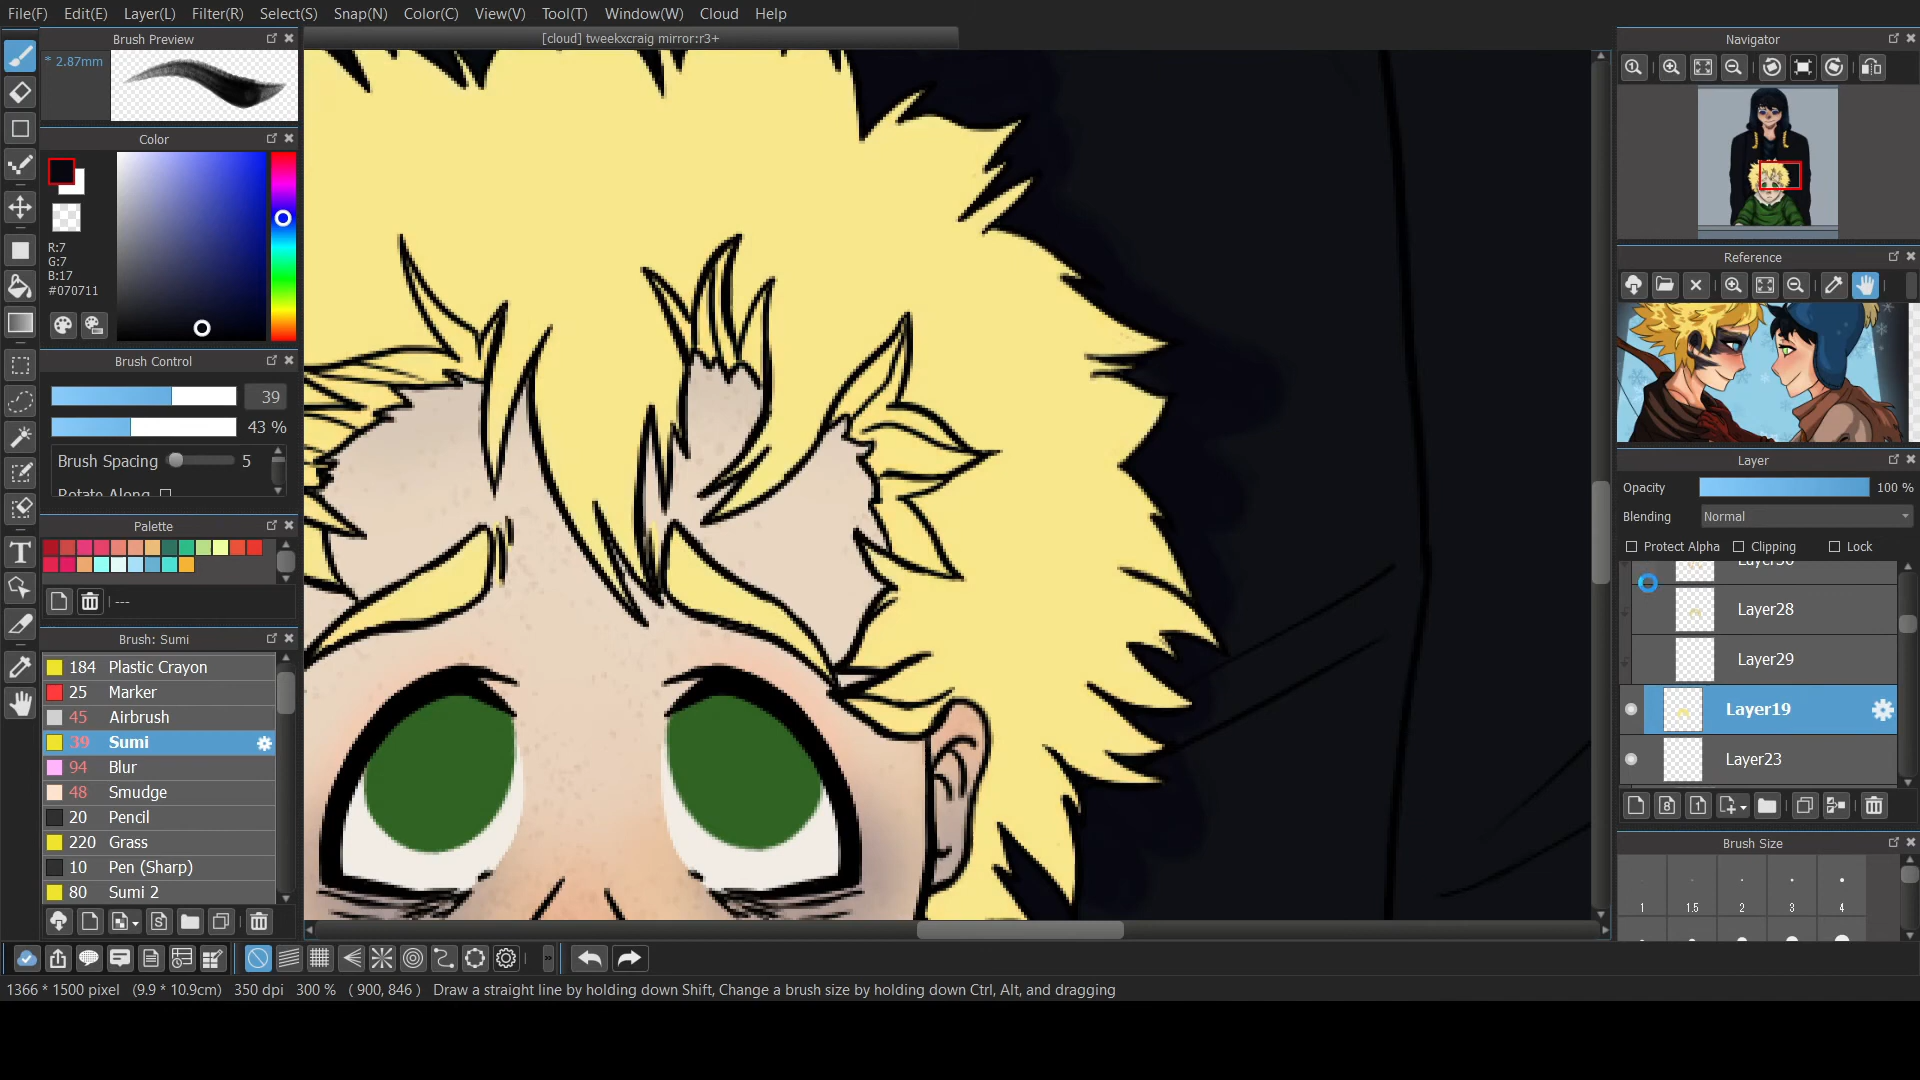 File(F) Edit(E) Layer(L) Filter(R) Select(S) Snap(N) Color(C) View(V) Tool(T) Window(W) Cloud Help
Brush Preview
* 2.87mm
Color
R:7
G:7
B:17
#070711
Brush Control
39
43 %
Brush Spacing 5
Rotate Along
Palette
---
Brush: Sumi
184 Plastic Crayon
25 Marker
45 Airbrush
39 Sumi
94 Blur
48 Smudge
20 Pencil
220 Grass
10 Pen (Sharp)
80 Sumi 2
[cloud] tweekxcraig mirror:r3+
Navigator
Reference
Layer
Opacity 100 %
Blending Normal
Protect Alpha Clipping Lock
Layer28
Layer29
Layer19
Layer23
Brush Size
1 1.5 2 3 4
1366 * 1500 pixel (9.9 * 10.9cm) 350 dpi 300 % ( 900, 846 ) Draw a straight line by holding down Shift, Change a brush size by holding down Ctrl, Alt, and dragging